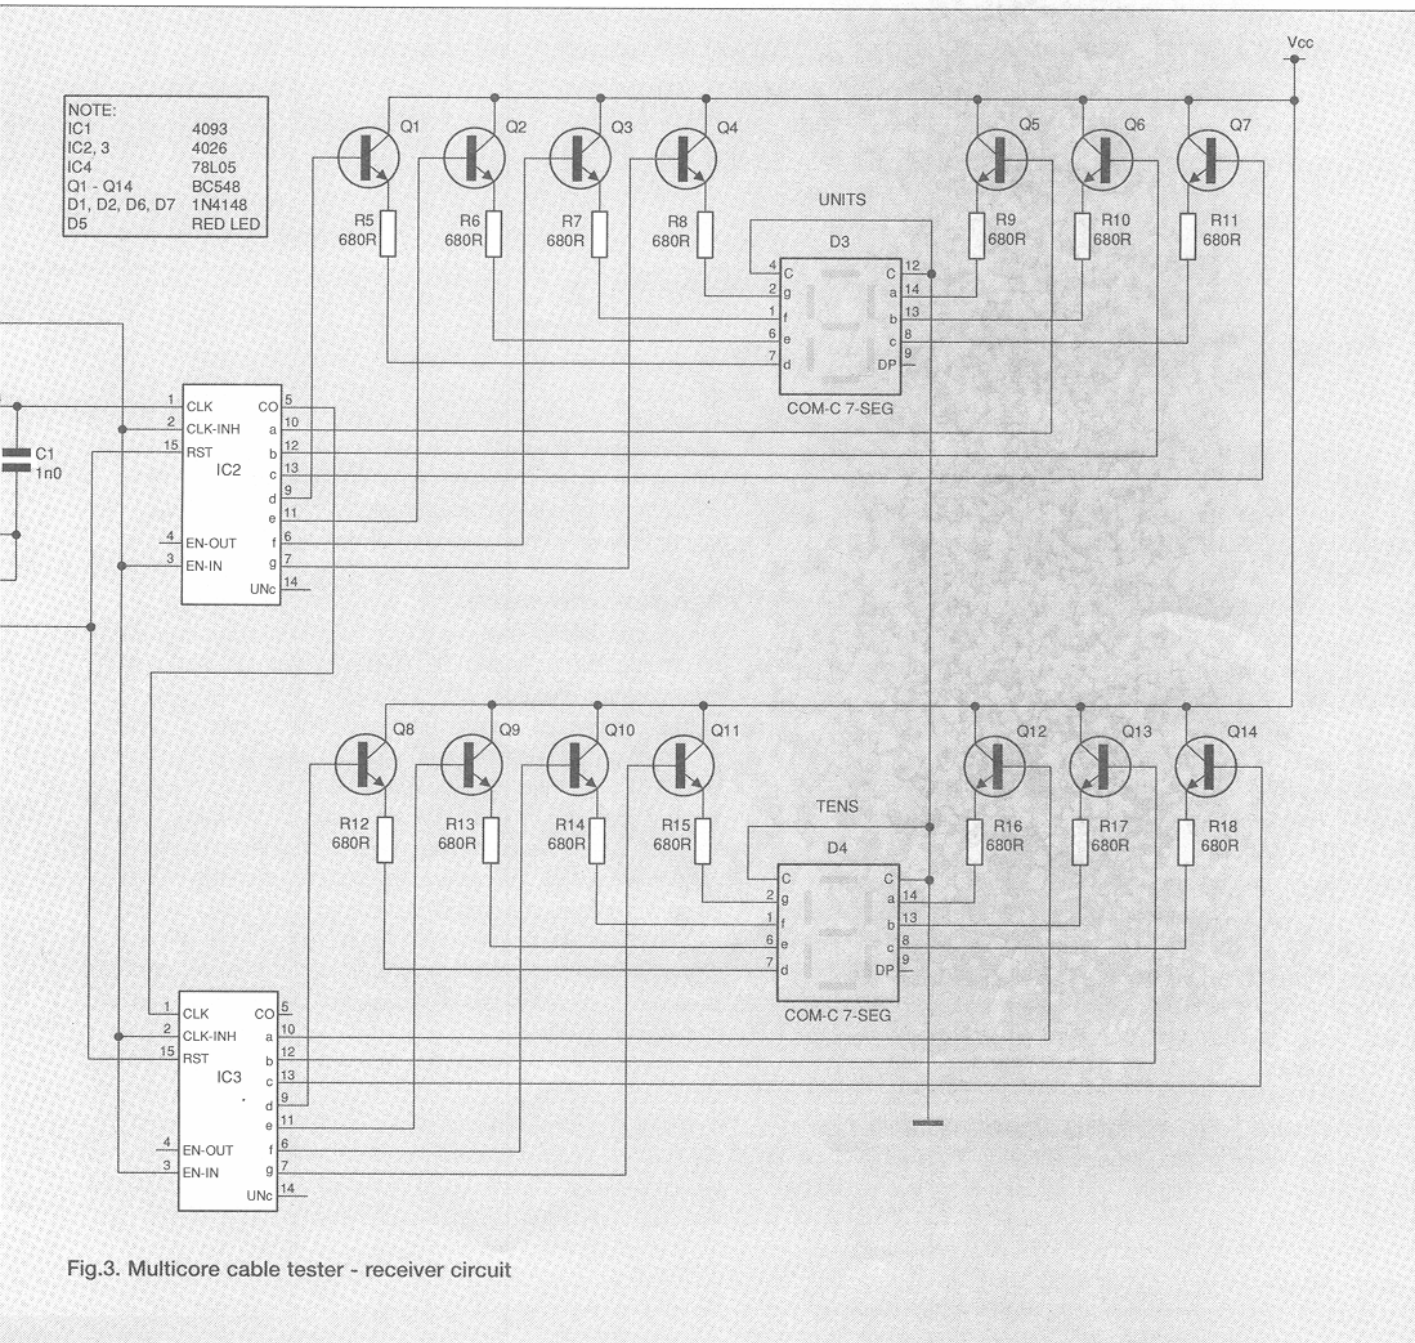 Vcc
NOTE:
IC1 4093
IC2, 3 4026
IC4 78L05
Q1 - Q14 BC548
D1, D2, D6, D7 1N4148
D5 RED LED
Q1 Q2 Q3 Q4 Q5 Q6 Q7
R5 680R
R6 680R
R7 680R
R8 680R
UNITS
D3
R9 680R
R10 680R
R11 680R
4 C C 12
2 g a 14
1 f b 13
6 e c 8
7 d DP 9
COM-C 7-SEG
C1
1n0
1 CLK CO 5
2 CLK-INH a 10
15 RST b 12
IC2 c 13
d 9
e 11
4 EN-OUT f 6
3 EN-IN g 7
UNc 14
Q8 Q9 Q10 Q11 Q12 Q13 Q14
R12 680R
R13 680R
R14 680R
R15 680R
TENS
D4
R16 680R
R17 680R
R18 680R
C C
2 g a 14
1 f b 13
6 e c 8
7 d DP 9
COM-C 7-SEG
1 CLK CO 5
2 CLK-INH a 10
15 RST b 12
IC3 c 13
d 9
e 11
4 EN-OUT f 6
3 EN-IN g 7
UNc 14
Fig.3. Multicore cable tester - receiver circuit